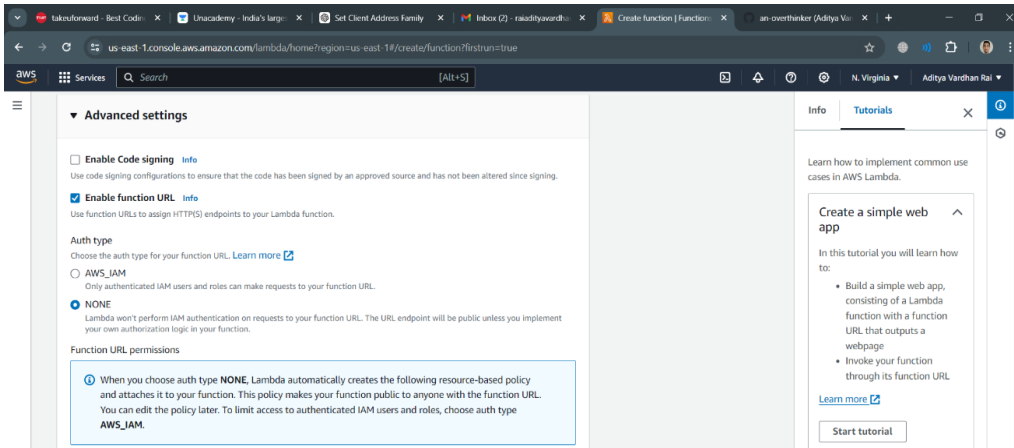 takeuforward - Best Codin
Unacademy - India's large
Set Client Address Family
Inbox (2) - raiadityavardha
Create function | Functions
an-overthinker (Aditya Va
us-east-1.console.aws.amazon.com/lambda/home?region=us-east-1#/create/function?firstrun=true
aws
Services
Search
[Alt+S]
N. Virginia
Aditya Vardhan Rai
Advanced settings
Enable Code signing Info
Use code signing configurations to ensure that the code has been signed by an approved source and has not been altered since signing.
Enable function URL Info
Use function URLs to assign HTTP(S) endpoints to your Lambda function.
Auth type
Choose the auth type for your function URL. Learn more
AWS_IAM
Only authenticated IAM users and roles can make requests to your function URL.
NONE
Lambda won't perform IAM authentication on requests to your function URL. The URL endpoint will be public unless you implement
your own authorization logic in your function.
Function URL permissions
When you choose auth type NONE, Lambda automatically creates the following resource-based policy
and attaches it to your function. This policy makes your function public to anyone with the function URL.
You can edit the policy later. To limit access to authenticated IAM users and roles, choose auth type
AWS_IAM.
Info
Tutorials
Learn how to implement common use
cases in AWS Lambda.
Create a simple web
app
In this tutorial you will learn how
to:
Build a simple web app,
consisting of a Lambda
function with a function
URL that outputs a
webpage
Invoke your function
through its function URL
Learn more
Start tutorial